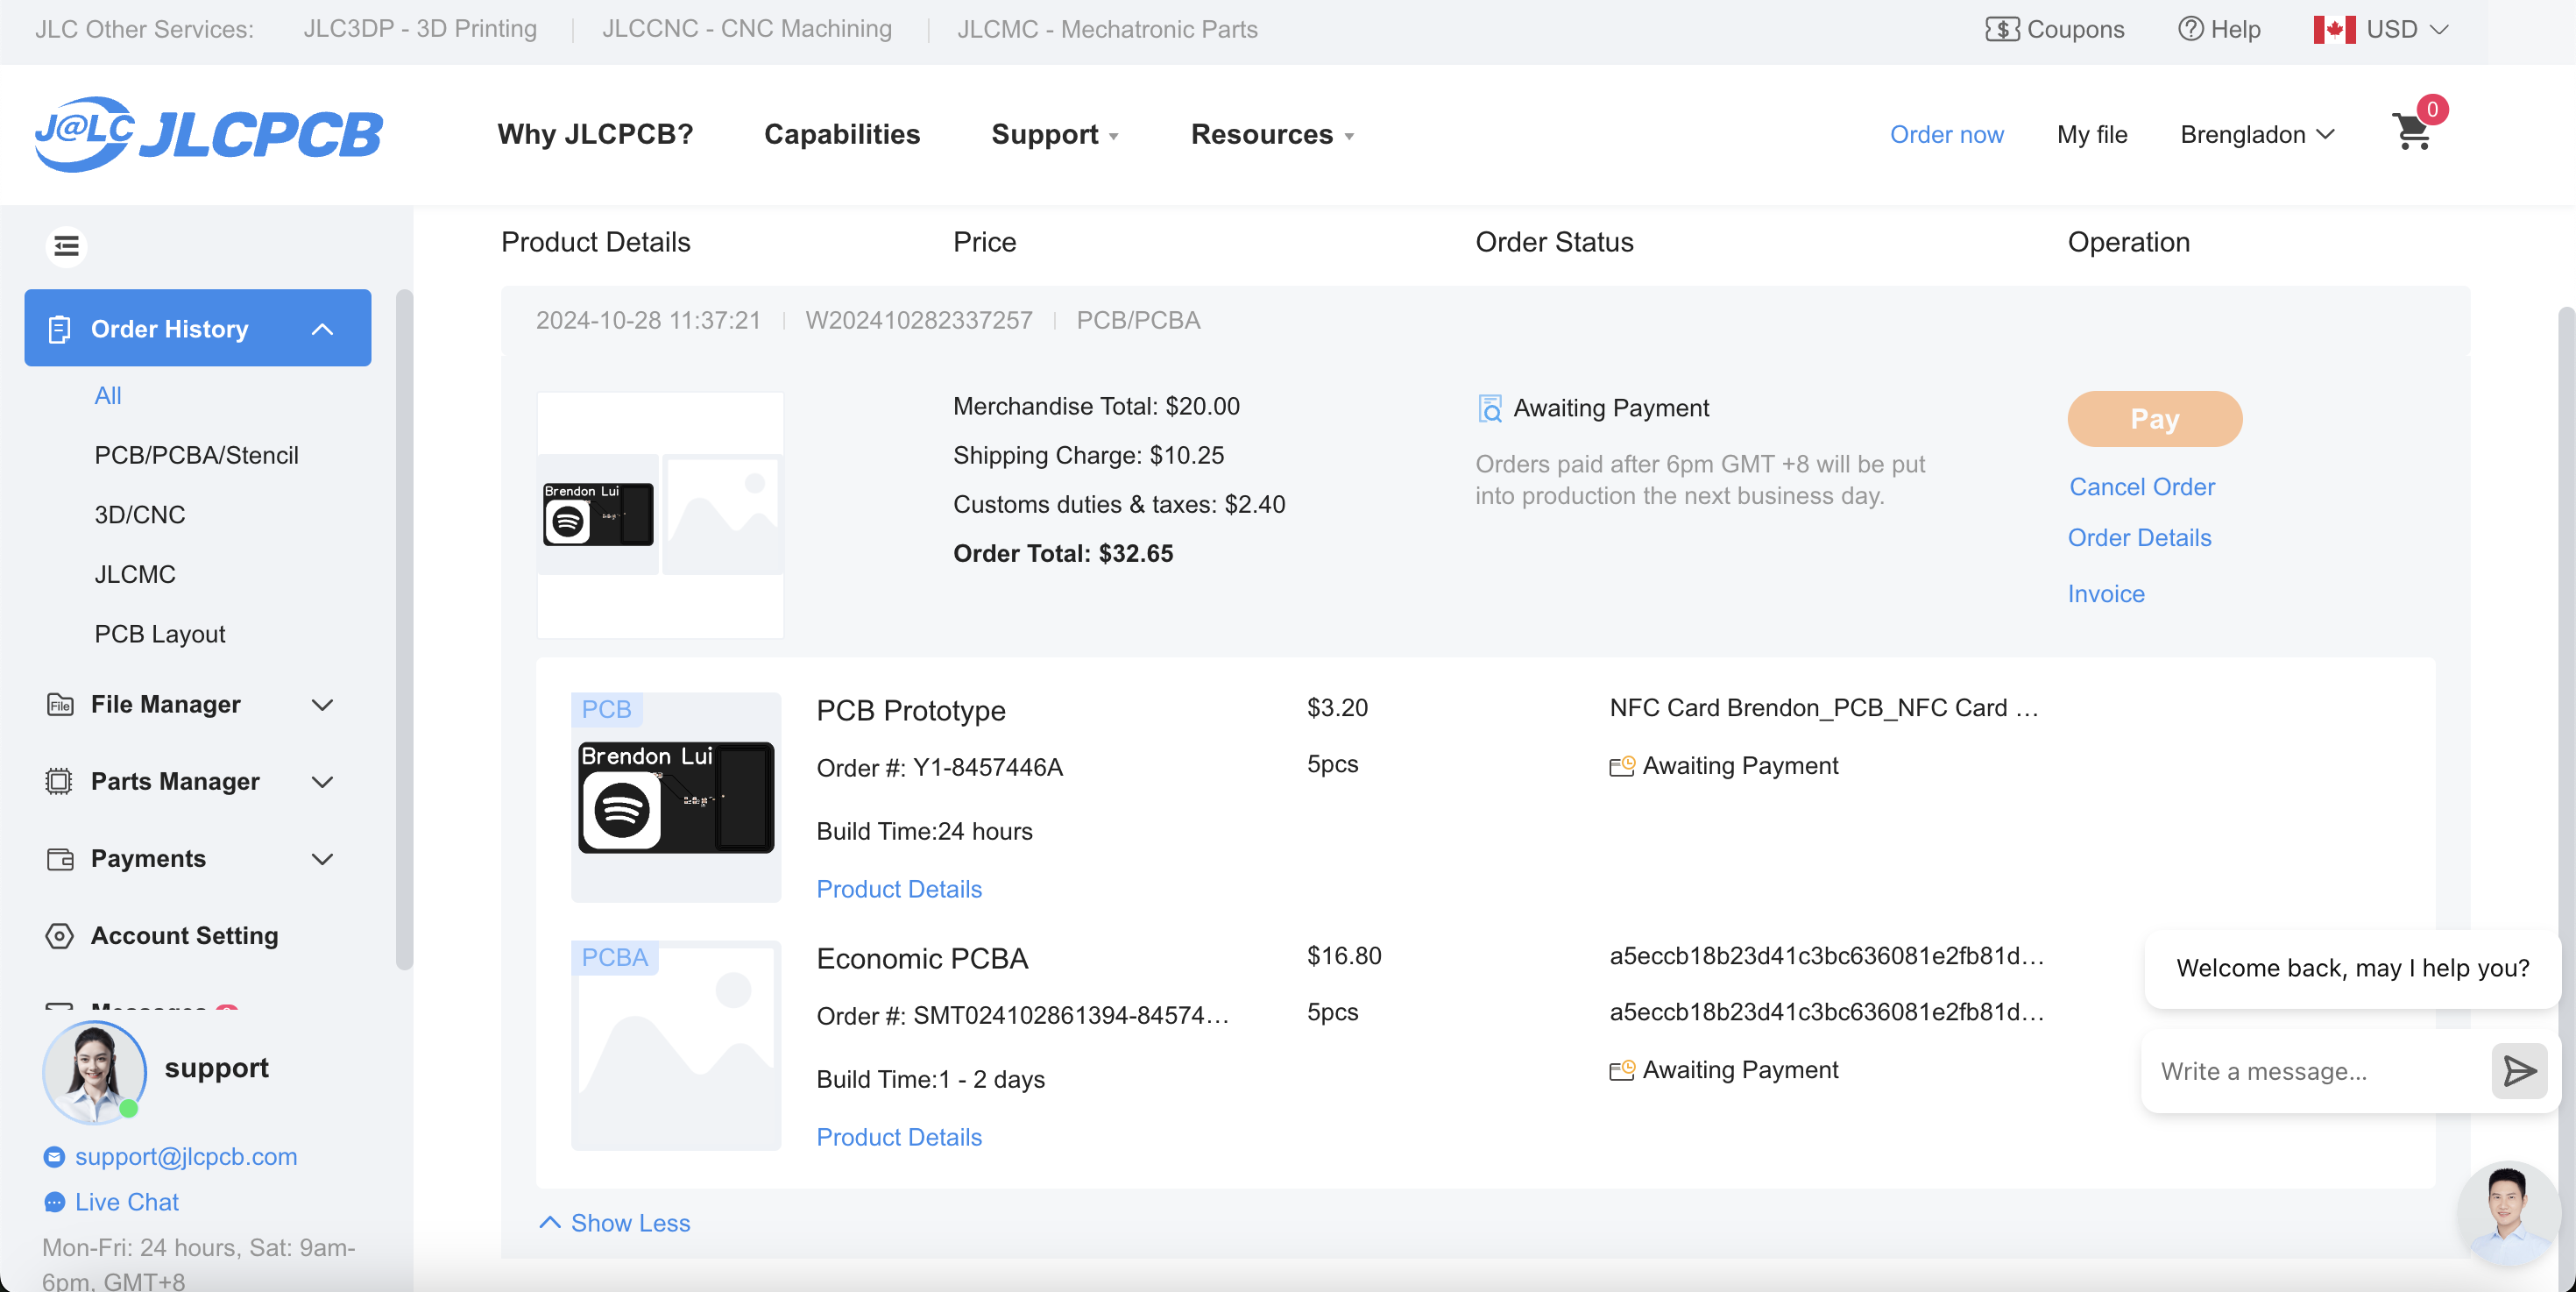 JLC Other Services:
JLC3DP - 3D Printing
JLCCNC - CNC Machining
JLCMC - Mechatronic Parts
$ Coupons
? Help
USD
J@LC JLCPCB
Why JLCPCB?
Capabilities
Support
Resources
Order now
My file
Brengladon
0
Order History
All
PCB/PCBA/Stencil
3D/CNC
JLCMC
PCB Layout
File
File Manager
Parts Manager
Payments
Account Setting
Messages
support
support@jlcpcb.com
Live Chat
Mon-Fri: 24 hours, Sat: 9am-
6pm, GMT+8
Product Details
Price
Order Status
Operation
2024-10-28 11:37:21
W202410282337257
PCB/PCBA
Brendon Lui
Merchandise Total: $20.00
Shipping Charge: $10.25
Customs duties & taxes: $2.40
Order Total: $32.65
Awaiting Payment
Orders paid after 6pm GMT +8 will be put
into production the next business day.
Pay
Cancel Order
Order Details
Invoice
PCB
Brendon Lui
PCB Prototype
Order #: Y1-8457446A
Build Time:24 hours
Product Details
$3.20
5pcs
NFC Card Brendon_PCB_NFC Card ...
Awaiting Payment
PCBA
Economic PCBA
Order #: SMT024102861394-84574...
Build Time:1 - 2 days
Product Details
$16.80
5pcs
a5eccb18b23d41c3bc636081e2fb81d...
a5eccb18b23d41c3bc636081e2fb81d...
Awaiting Payment
Show Less
Welcome back, may I help you?
Write a message...